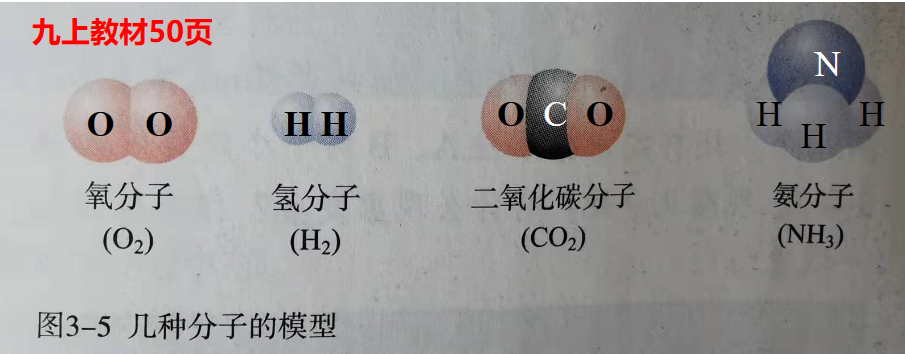 九上教材50页
O O
H H
O C O
N
H H H
氧分子 氢分子 二氧化碳分子 氨分子
(O₂) (H₂) (CO₂) (NH₃)
图3-5 几种分子的模型